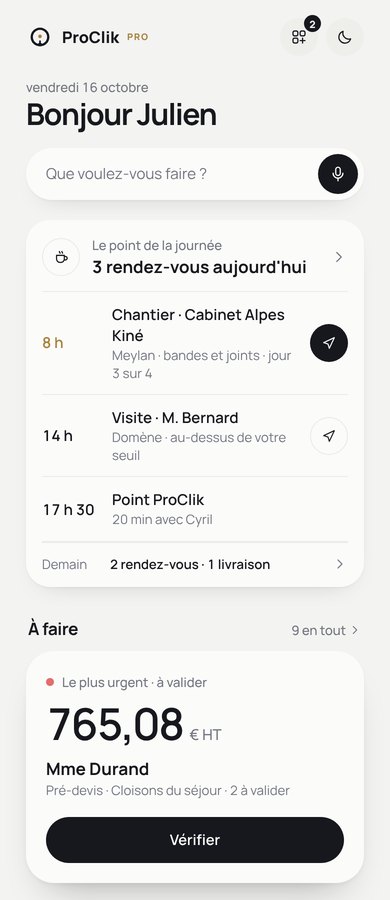 ProClik PRO
2
vendredi 16 octobre
Bonjour Julien
Que voulez-vous faire ?
Le point de la journée
3 rendez-vous aujourd'hui
8 h
Chantier · Cabinet Alpes
Kiné
Meylan · bandes et joints · jour
3 sur 4
14 h
Visite · M. Bernard
Domène · au-dessus de votre
seuil
17 h 30
Point ProClik
20 min avec Cyril
Demain 2 rendez-vous · 1 livraison
À faire
9 en tout
Le plus urgent · à valider
765,08 € HT
Mme Durand
Pré-devis · Cloisons du séjour · 2 à valider
Vérifier